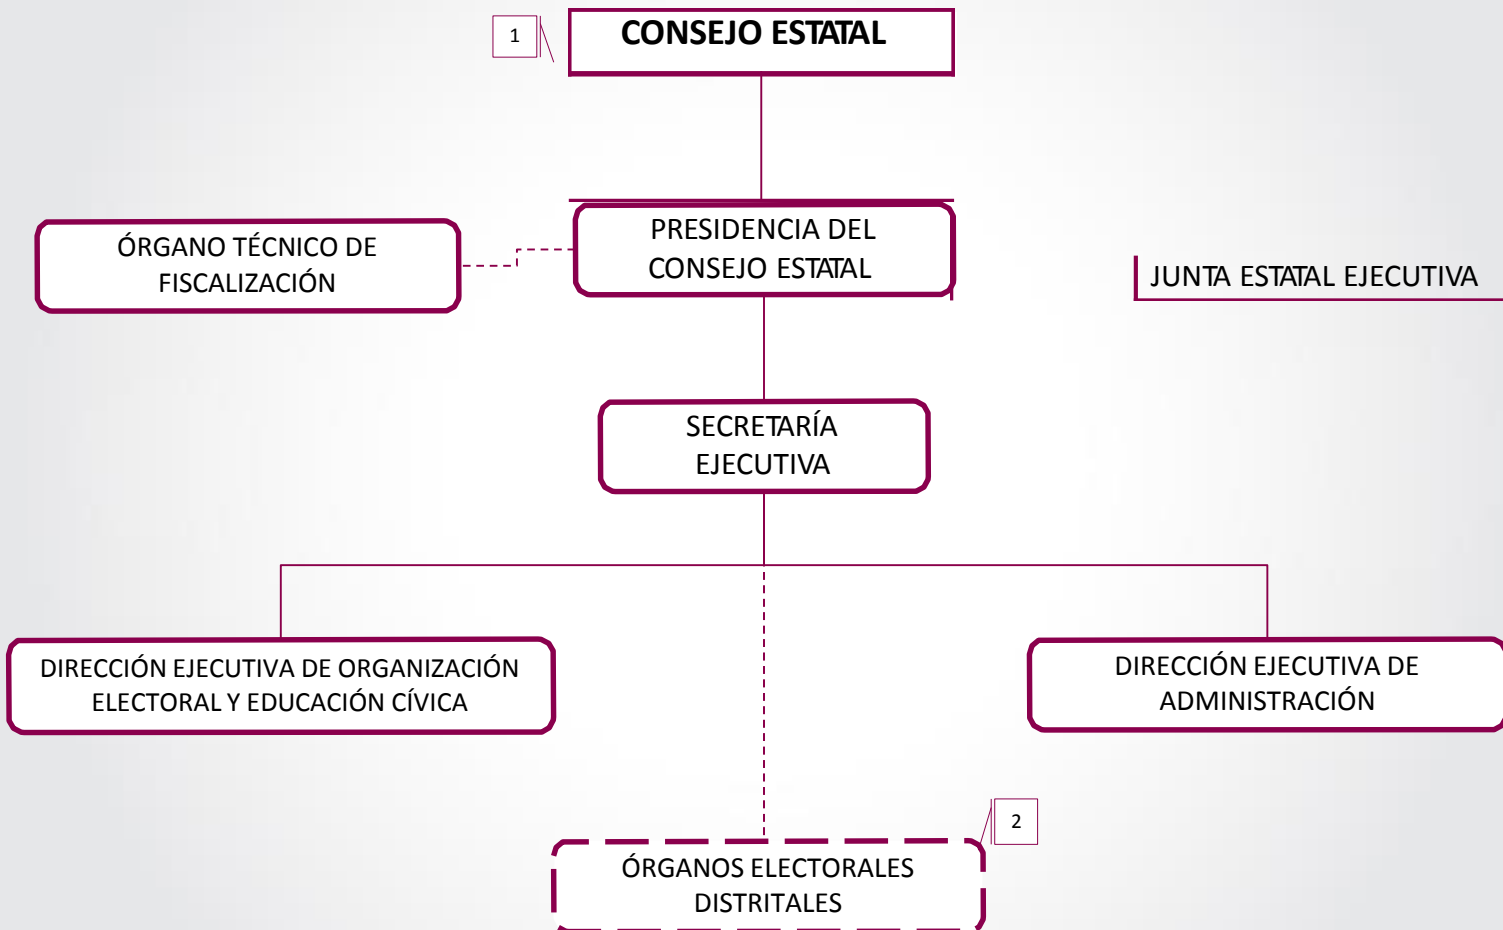 1
CONSEJO ESTATAL
PRESIDENCIA DEL
CONSEJO ESTATAL
ÓRGANO TÉCNICO DE
FISCALIZACIÓN
JUNTA ESTATAL EJECUTIVA
SECRETARÍA
EJECUTIVA
DIRECCIÓN EJECUTIVA DE ORGANIZACIÓN
ELECTORAL Y EDUCACIÓN CÍVICA
DIRECCIÓN EJECUTIVA DE
ADMINISTRACIÓN
2
ÓRGANOS ELECTORALES
DISTRITALES